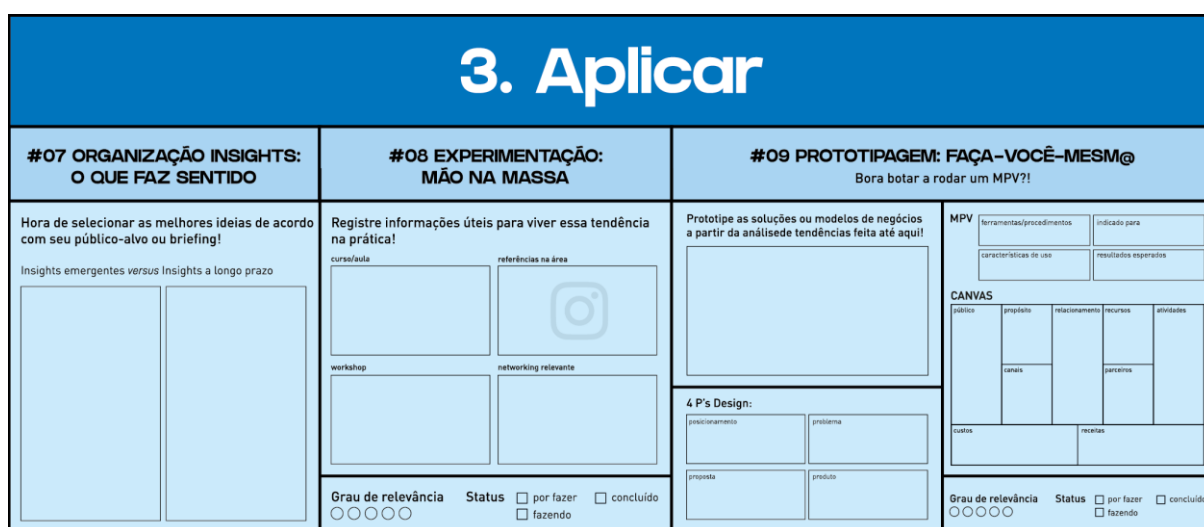 3. Aplicar
#07 ORGANIZAÇÃO INSIGHTS:
O QUE FAZ SENTIDO
Hora de selecionar as melhores ideias de acordo
com seu público-alvo ou briefing!
Insights emergentes versus Insights a longo prazo
#08 EXPERIMENTAÇÃO:
MÃO NA MASSA
Registre informações úteis para viver essa tendência
na prática!
curso/aula
referências na área
workshop
networking relevante
Grau de relevância
Status
por fazer
concluído
fazendo
#09 PROTOTIPAGEM: FAÇA-VOCÊ-MESM@
Bora botar a rodar um MPV?!
Prototipe as soluções ou modelos de negócios
a partir da análisede tendências feita até aqui!
4 P's Design:
posicionamento
problema
proposta
produto
MPV
ferramentas/procedimentos
indicado para
características de uso
resultados esperados
CANVAS
público
propósito
relacionamento
recursos
atividades
canais
parceiros
custos
receitas
Grau de relevância
Status
por fazer
concluído
fazendo